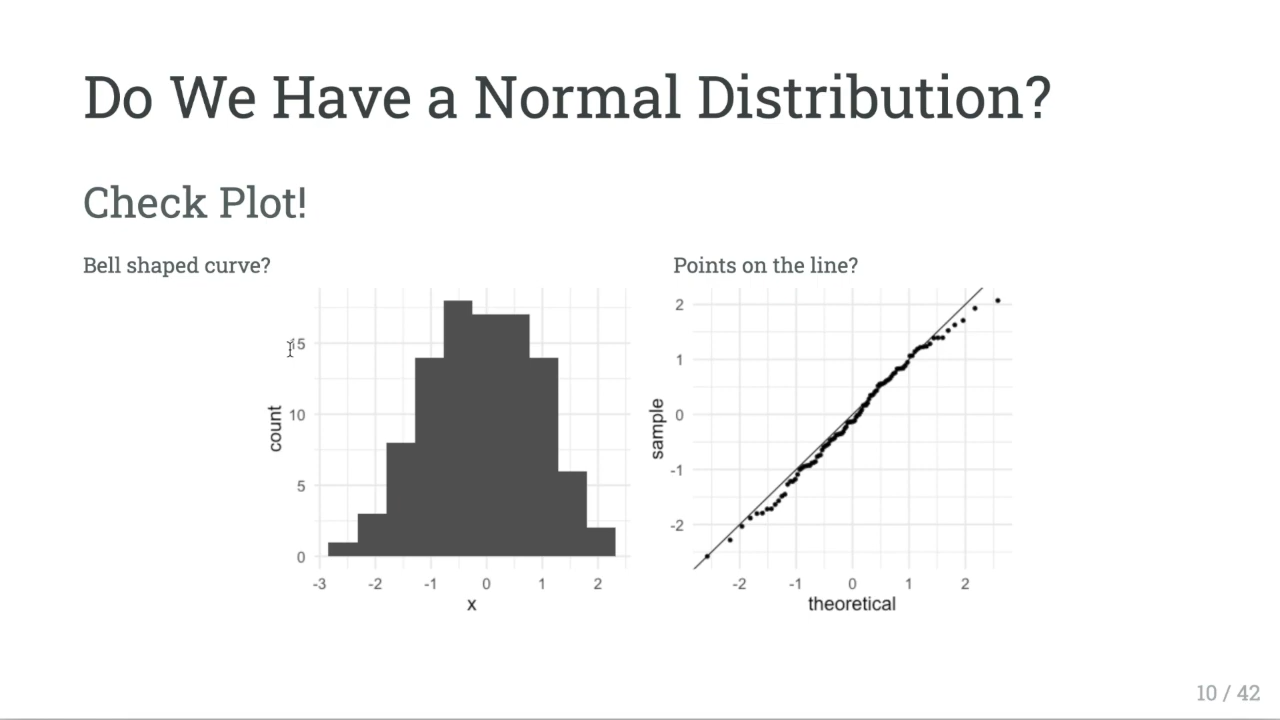 Do We Have a Normal Distribution?
Check Plot!
Bell shaped curve?
Points on the line?
15
10
5
0
count
-3 -2 -1 0 1 2
x
2
1
0
-1
-2
sample
-2 -1 0 1 2
theoretical
10 / 42